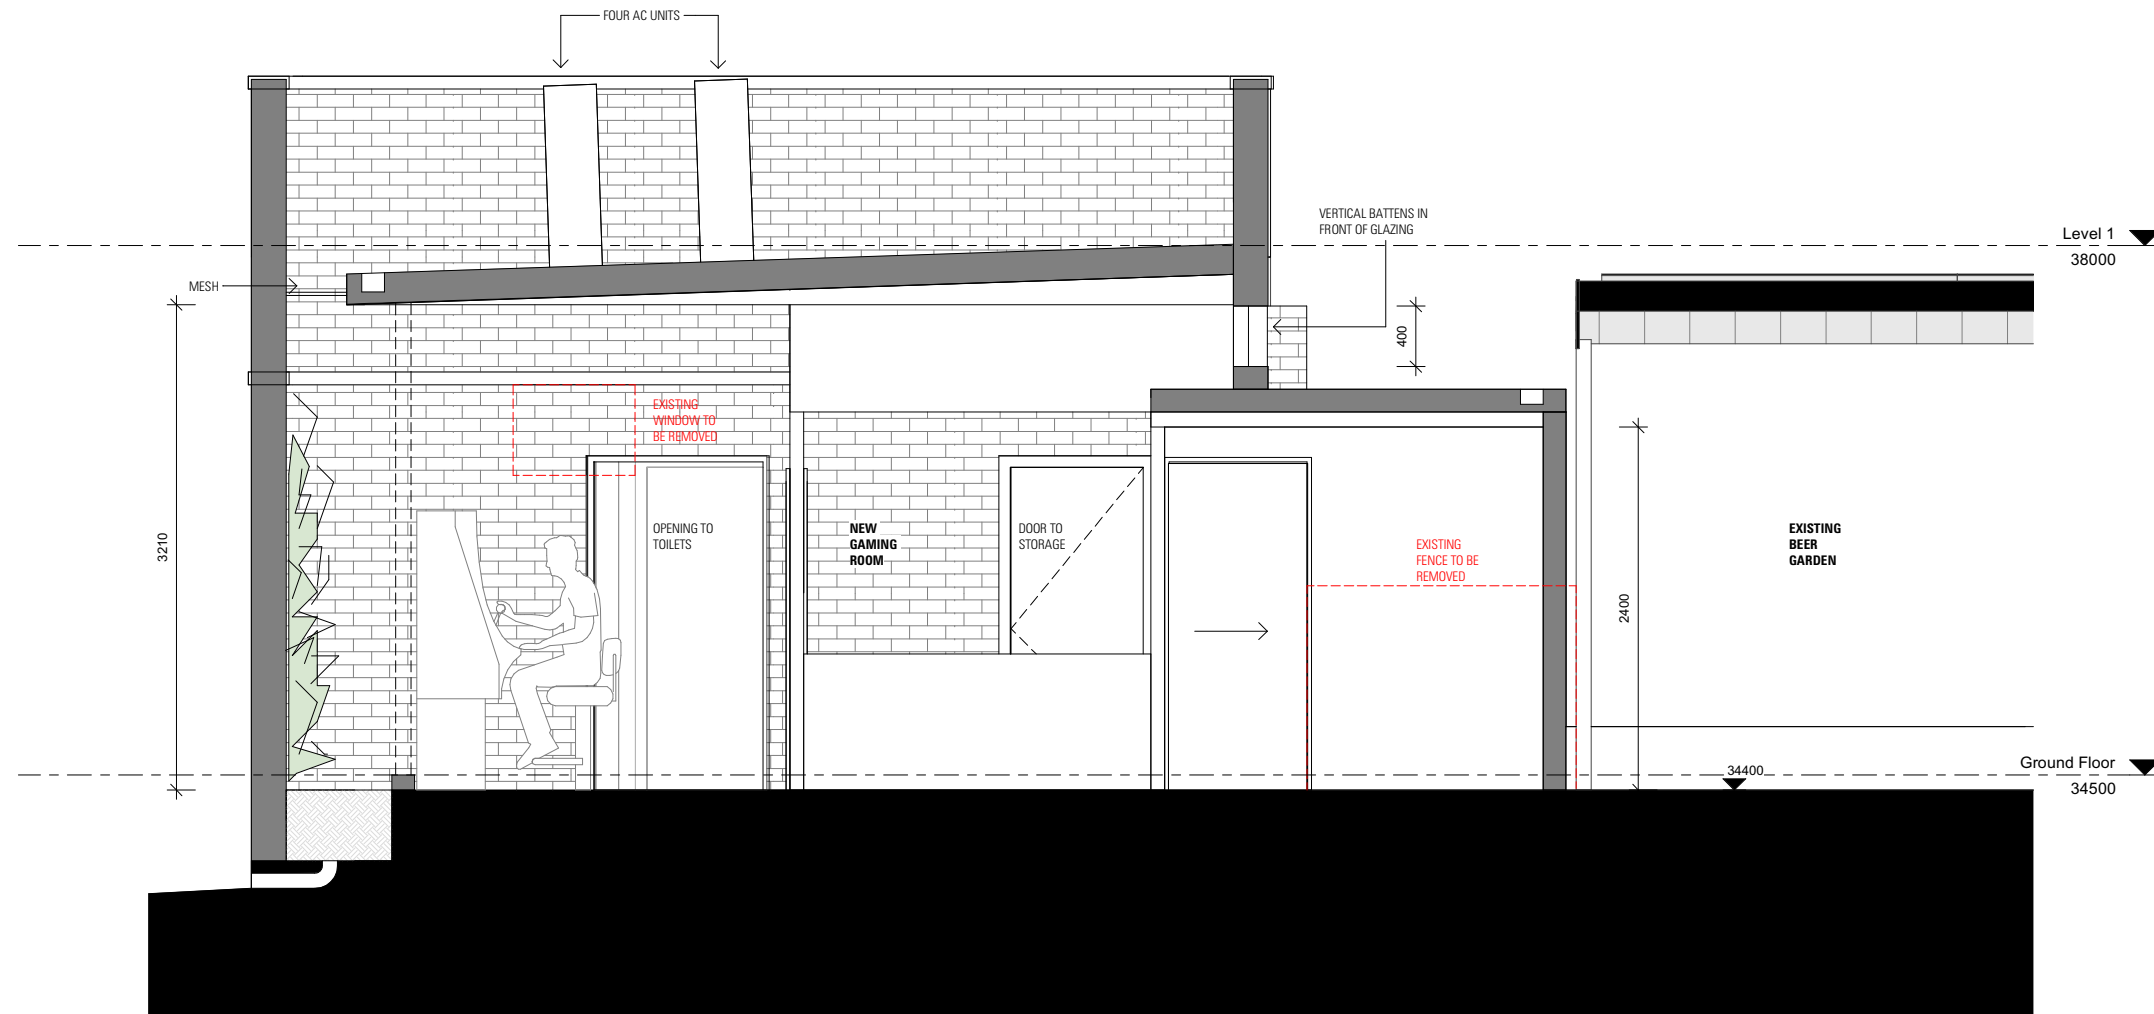 FOUR AC UNITS
VERTICAL BATTENS IN
FRONT OF GLAZING
Level 1
38000
MESH
400
EXISTING
WINDOW TO
BE REMOVED
3210
OPENING TO
TOILETS
NEW
GAMING
ROOM
DOOR TO
STORAGE
EXISTING
FENCE TO BE
REMOVED
EXISTING
BEER
GARDEN
2400
34400
Ground Floor
34500